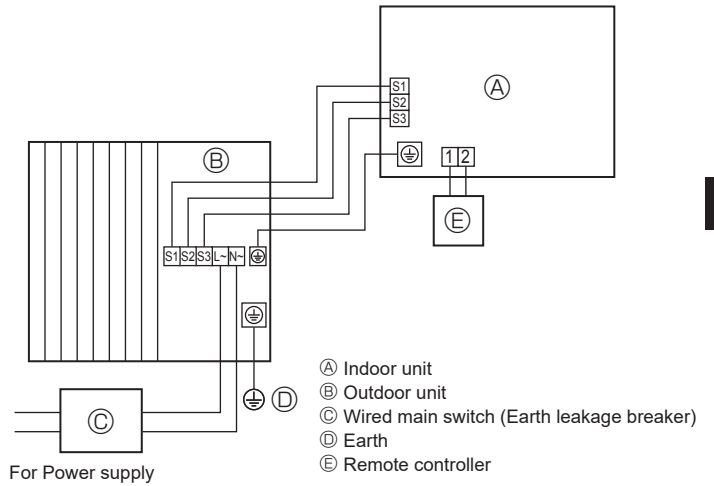 S1
S2
S3
Ⓐ
1 2
Ⓔ
Ⓑ
S1 S2 S3 L~ N~
Ⓓ
Ⓒ
For Power supply
Ⓐ Indoor unit
Ⓑ Outdoor unit
Ⓒ Wired main switch (Earth leakage breaker)
Ⓓ Earth
Ⓔ Remote controller